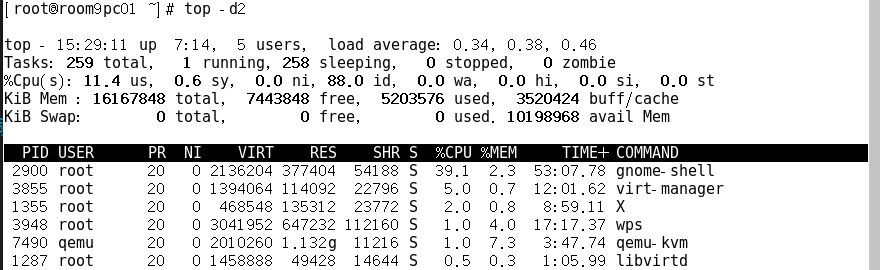 [root@room9pc01 ~]# top -d2
top - 15:29:11 up 7:14, 5 users, load average: 0.34, 0.38, 0.46
Tasks: 259 total, 1 running, 258 sleeping, 0 stopped, 0 zombie
%Cpu(s): 11.4 us, 0.6 sy, 0.0 ni, 88.0 id, 0.0 wa, 0.0 hi, 0.0 si, 0.0 st
KiB Mem : 16167848 total, 7443848 free, 5203576 used, 3520424 buff/cache
KiB Swap: 0 total, 0 free, 0 used. 10198968 avail Mem
PID USER PR NI VIRT RES SHR S %CPU %MEM TIME+ COMMAND
2900 root 20 0 2136204 377404 54188 S 39.1 2.3 53:07.78 gnome-shell
3855 root 20 0 1394064 114092 22796 S 5.0 0.7 12:01.62 virt-manager
1355 root 20 0 468548 135312 23772 S 2.0 0.8 8:59.11 X
3948 root 20 0 3041952 647232 112160 S 1.0 4.0 17:17.37 wps
7490 qemu 20 0 2010260 1.132g 11216 S 1.0 7.3 3:47.74 qemu-kvm
1287 root 20 0 1458888 49428 14644 S 0.5 0.3 1:05.99 libvirtd